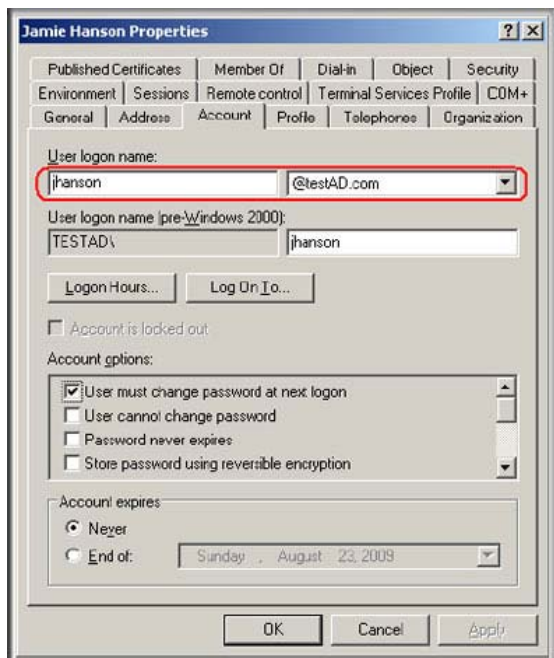 Jamie Hanson Properties
Published Certificates Member Of Dial-in Object Security
Environment Sessions Remote control Terminal Services Profile COM+
General Address Account Profile Telephones Organization
User logon name:
jhanson @testAD.com
User logon name (pre-Windows 2000):
TESTAD\ jhanson
Logon Hours... Log On To...
Account is locked out
Account options:
User must change password at next logon
User cannot change password
Password never expires
Store password using reversible encryption
Account expires
Never
End of: Sunday , August 23, 2009
OK Cancel Apply